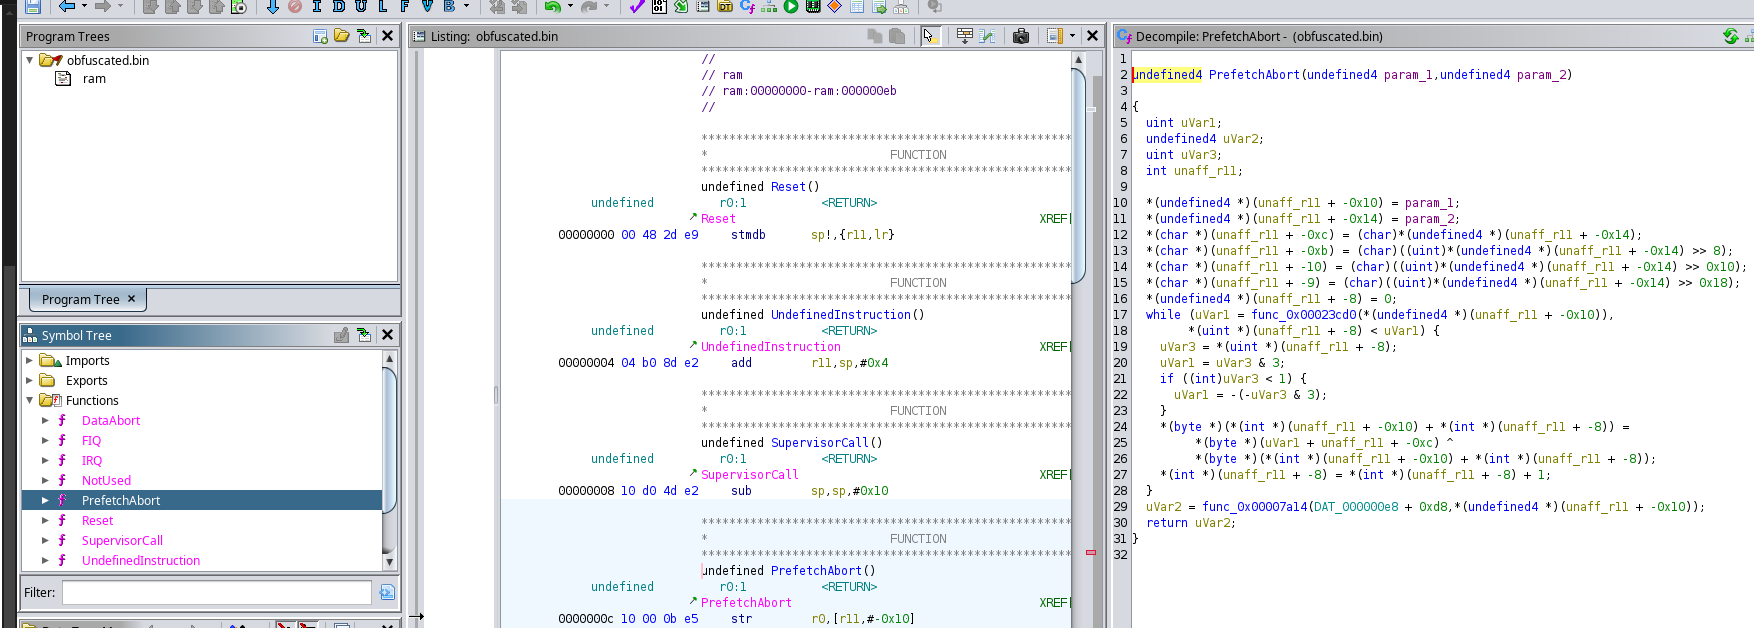 I D U L F V B
Program Trees
obfuscated.bin
ram
Program Tree ×
Symbol Tree
Imports
Exports
Functions
f DataAbort
f FIQ
f IRQ
f NotUsed
f PrefetchAbort
f Reset
f SupervisorCall
f UndefinedInstruction
Filter:
Listing: obfuscated.bin
//
// ram
// ram:00000000-ram:000000eb
//
* FUNCTION
undefined Reset()
undefined r0:1 <RETURN>
Reset XREF[
00000000 00 48 2d e9 stmdb sp!,{r11,lr}
* FUNCTION
undefined UndefinedInstruction()
undefined r0:1 <RETURN>
UndefinedInstruction XREF[
00000004 04 b0 8d e2 add r11,sp,#0x4
* FUNCTION
undefined SupervisorCall()
undefined r0:1 <RETURN>
SupervisorCall XREF[
00000008 10 d0 4d e2 sub sp,sp,#0x10
* FUNCTION
undefined PrefetchAbort()
undefined r0:1 <RETURN>
PrefetchAbort XREF[
0000000c 10 00 0b e5 str r0,[r11,#-0x10]
Decompile: PrefetchAbort - (obfuscated.bin)
1
2 undefined4 PrefetchAbort(undefined4 param_1,undefined4 param_2)
3
4 {
5 uint uVar1;
6 undefined4 uVar2;
7 uint uVar3;
8 int unaff_r11;
9
10 *(undefined4 *)(unaff_r11 + -0x10) = param_1;
11 *(undefined4 *)(unaff_r11 + -0x14) = param_2;
12 *(char *)(unaff_r11 + -0xc) = (char)*(undefined4 *)(unaff_r11 + -0x14);
13 *(char *)(unaff_r11 + -0xb) = (char)((uint)*(undefined4 *)(unaff_r11 + -0x14) >> 8);
14 *(char *)(unaff_r11 + -10) = (char)((uint)*(undefined4 *)(unaff_r11 + -0x14) >> 0x10);
15 *(char *)(unaff_r11 + -9) = (char)((uint)*(undefined4 *)(unaff_r11 + -0x14) >> 0x18);
16 *(undefined4 *)(unaff_r11 + -8) = 0;
17 while (uVar1 = func_0x00023cd0(*(undefined4 *)(unaff_r11 + -0x10)),
18 *(uint *)(unaff_r11 + -8) < uVar1) {
19 uVar3 = *(uint *)(unaff_r11 + -8);
20 uVar1 = uVar3 & 3;
21 if ((int)uVar3 < 1) {
22 uVar1 = -(-uVar3 & 3);
23 }
24 *(byte *)(*(int *)(unaff_r11 + -0x10) + *(int *)(unaff_r11 + -8)) =
25 *(byte *)(uVar1 + unaff_r11 + -0xc) ^
26 *(byte *)(*(int *)(unaff_r11 + -0x10) + *(int *)(unaff_r11 + -8));
27 *(int *)(unaff_r11 + -8) = *(int *)(unaff_r11 + -8) + 1;
28 }
29 uVar2 = func_0x00007a14(DAT_000000e8 + 0xd8,*(undefined4 *)(unaff_r11 + -0x10));
30 return uVar2;
31 }
32